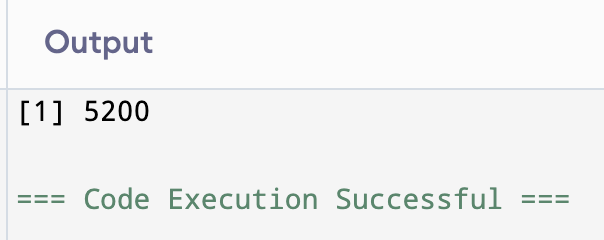 Output
[1] 5200
=== Code Execution Successful ===